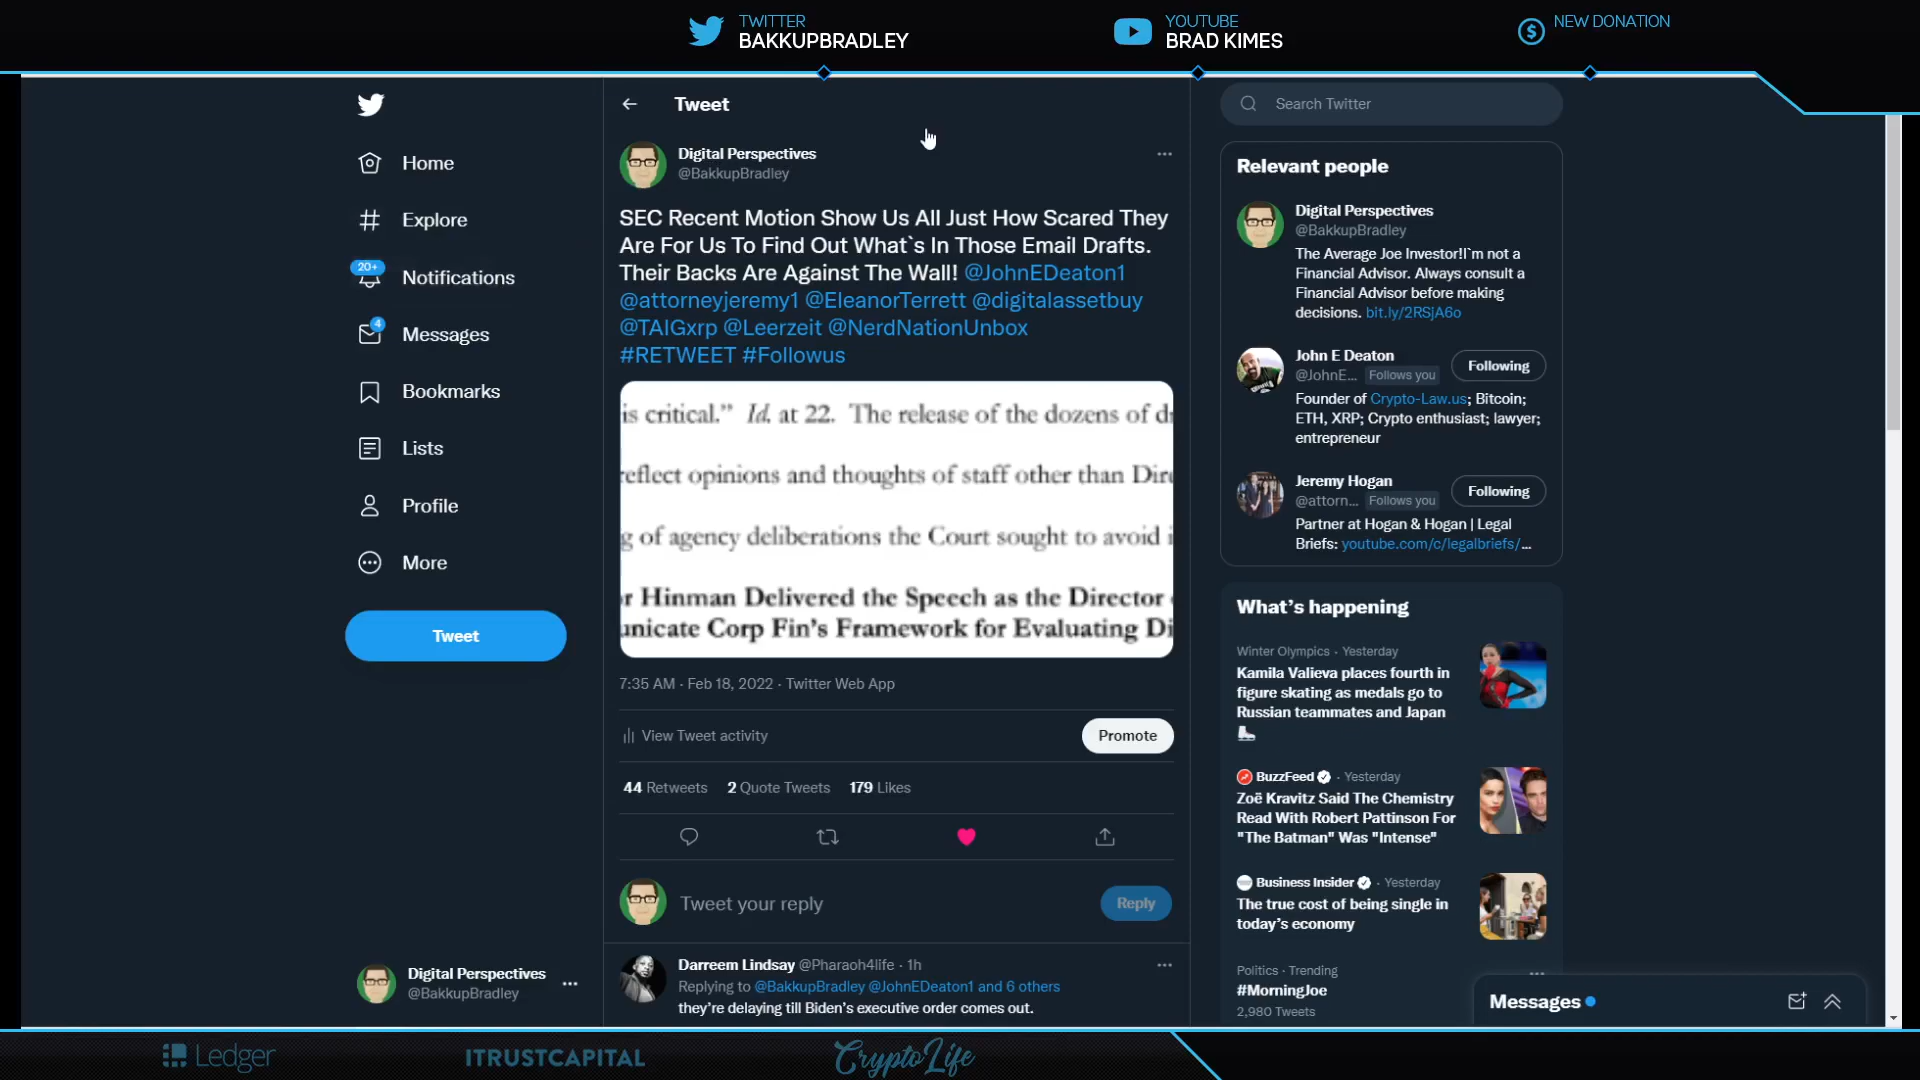 TWITTER
BAKKUPBRADLEY
YOUTUBE
BRAD KIMES
NEW DONATION
Home
Explore
20+
Notifications
4
Messages
Bookmarks
Lists
Profile
More
Tweet
Digital Perspectives
@BakkupBradley
Tweet
Digital Perspectives
@BakkupBradley
SEC Recent Motion Show Us All Just How Scared They
Are For Us To Find Out What`s In Those Email Drafts.
Their Backs Are Against The Wall! @JohnEDeaton1
@attorneyjeremy1 @EleanorTerrett @digitalassetbuy
@TAIGxrp @Leerzeit @NerdNationUnbox
#RETWEET #Followus
is critical.” Id. at 22. The release of the dozens of
reflect opinions and thoughts of staff other than
of agency deliberations the Court sought to avoid
Hinman Delivered the Speech as the Director
Corp Fin’s Framework for Evaluating
7:35 AM · Feb 18, 2022 · Twitter Web App
View Tweet activity
Promote
44 Retweets 2 Quote Tweets 179 Likes
Tweet your reply
Reply
Darreem Lindsay @Pharaoh4life · 1h
Replying to @BakkupBradley @JohnEDeaton1 and 6 others
they’re delaying till Biden’s executive order comes out.
Search Twitter
Relevant people
Digital Perspectives
@BakkupBradley
The Average Joe Investor!I`m not a
Financial Advisor. Always consult a
Financial Advisor before making
decisions. bit.ly/2RSjA6o
John E Deaton
@JohnE... Follows you
Following
Founder of Crypto-Law.us; Bitcoin;
ETH, XRP; Crypto enthusiast; lawyer;
entrepreneur
Jeremy Hogan
@attorn... Follows you
Following
Partner at Hogan & Hogan | Legal
Briefs: youtube.com/c/legalbriefs/...
What’s happening
Winter Olympics · Yesterday
Kamila Valieva places fourth in
figure skating as medals go to
Russian teammates and Japan
BuzzFeed · Yesterday
Zoë Kravitz Said The Chemistry
Read With Robert Pattinson For
"The Batman" Was "Intense"
Business Insider · Yesterday
The true cost of being single in
today’s economy
Politics · Trending
#MorningJoe
2,980 Tweets
Messages
Ledger
ITRUSTCAPITAL
CryptoLife